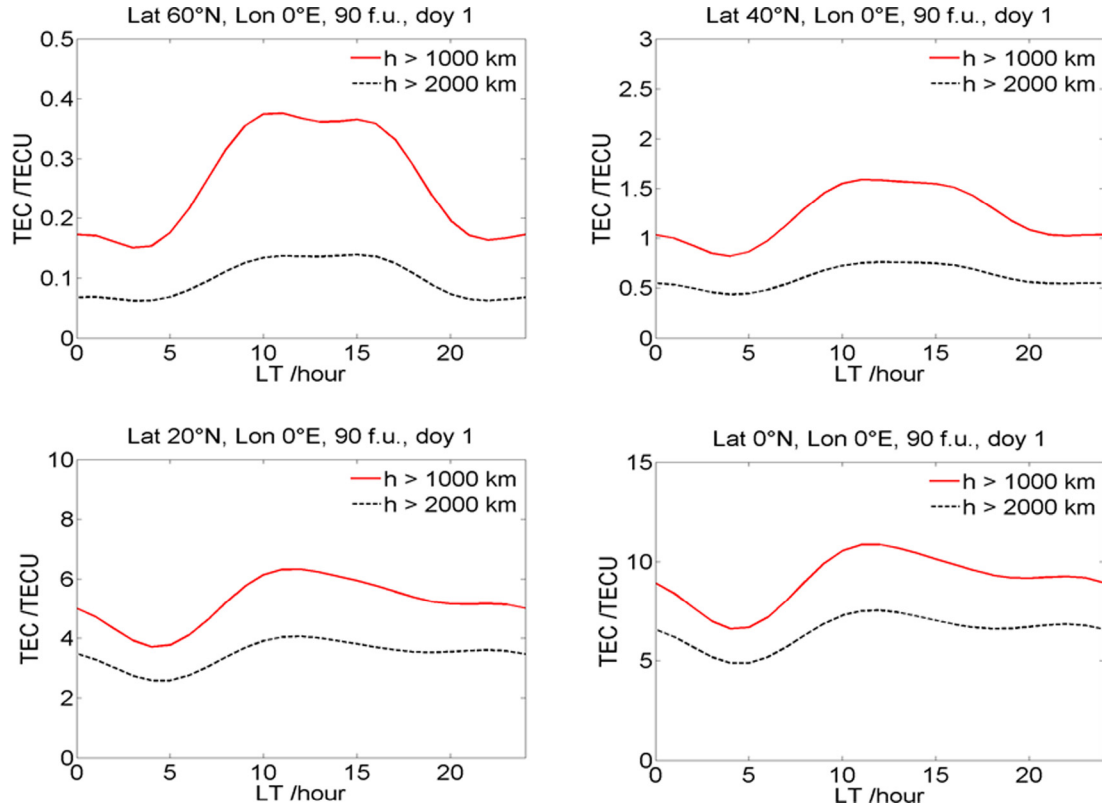 Lat 60°N, Lon 0°E, 90 f.u., doy 1
0.5
0.4
0.3
0.2
0.1
0
TEC /TECU
h > 1000 km
h > 2000 km
0 5 10 15 20
LT /hour
Lat 40°N, Lon 0°E, 90 f.u., doy 1
3
2.5
2
1.5
1
0.5
0
TEC /TECU
h > 1000 km
h > 2000 km
0 5 10 15 20
LT /hour
Lat 20°N, Lon 0°E, 90 f.u., doy 1
10
8
6
4
2
0
TEC /TECU
h > 1000 km
h > 2000 km
0 5 10 15 20
LT /hour
Lat 0°N, Lon 0°E, 90 f.u., doy 1
15
10
5
0
TEC /TECU
h > 1000 km
h > 2000 km
0 5 10 15 20
LT /hour